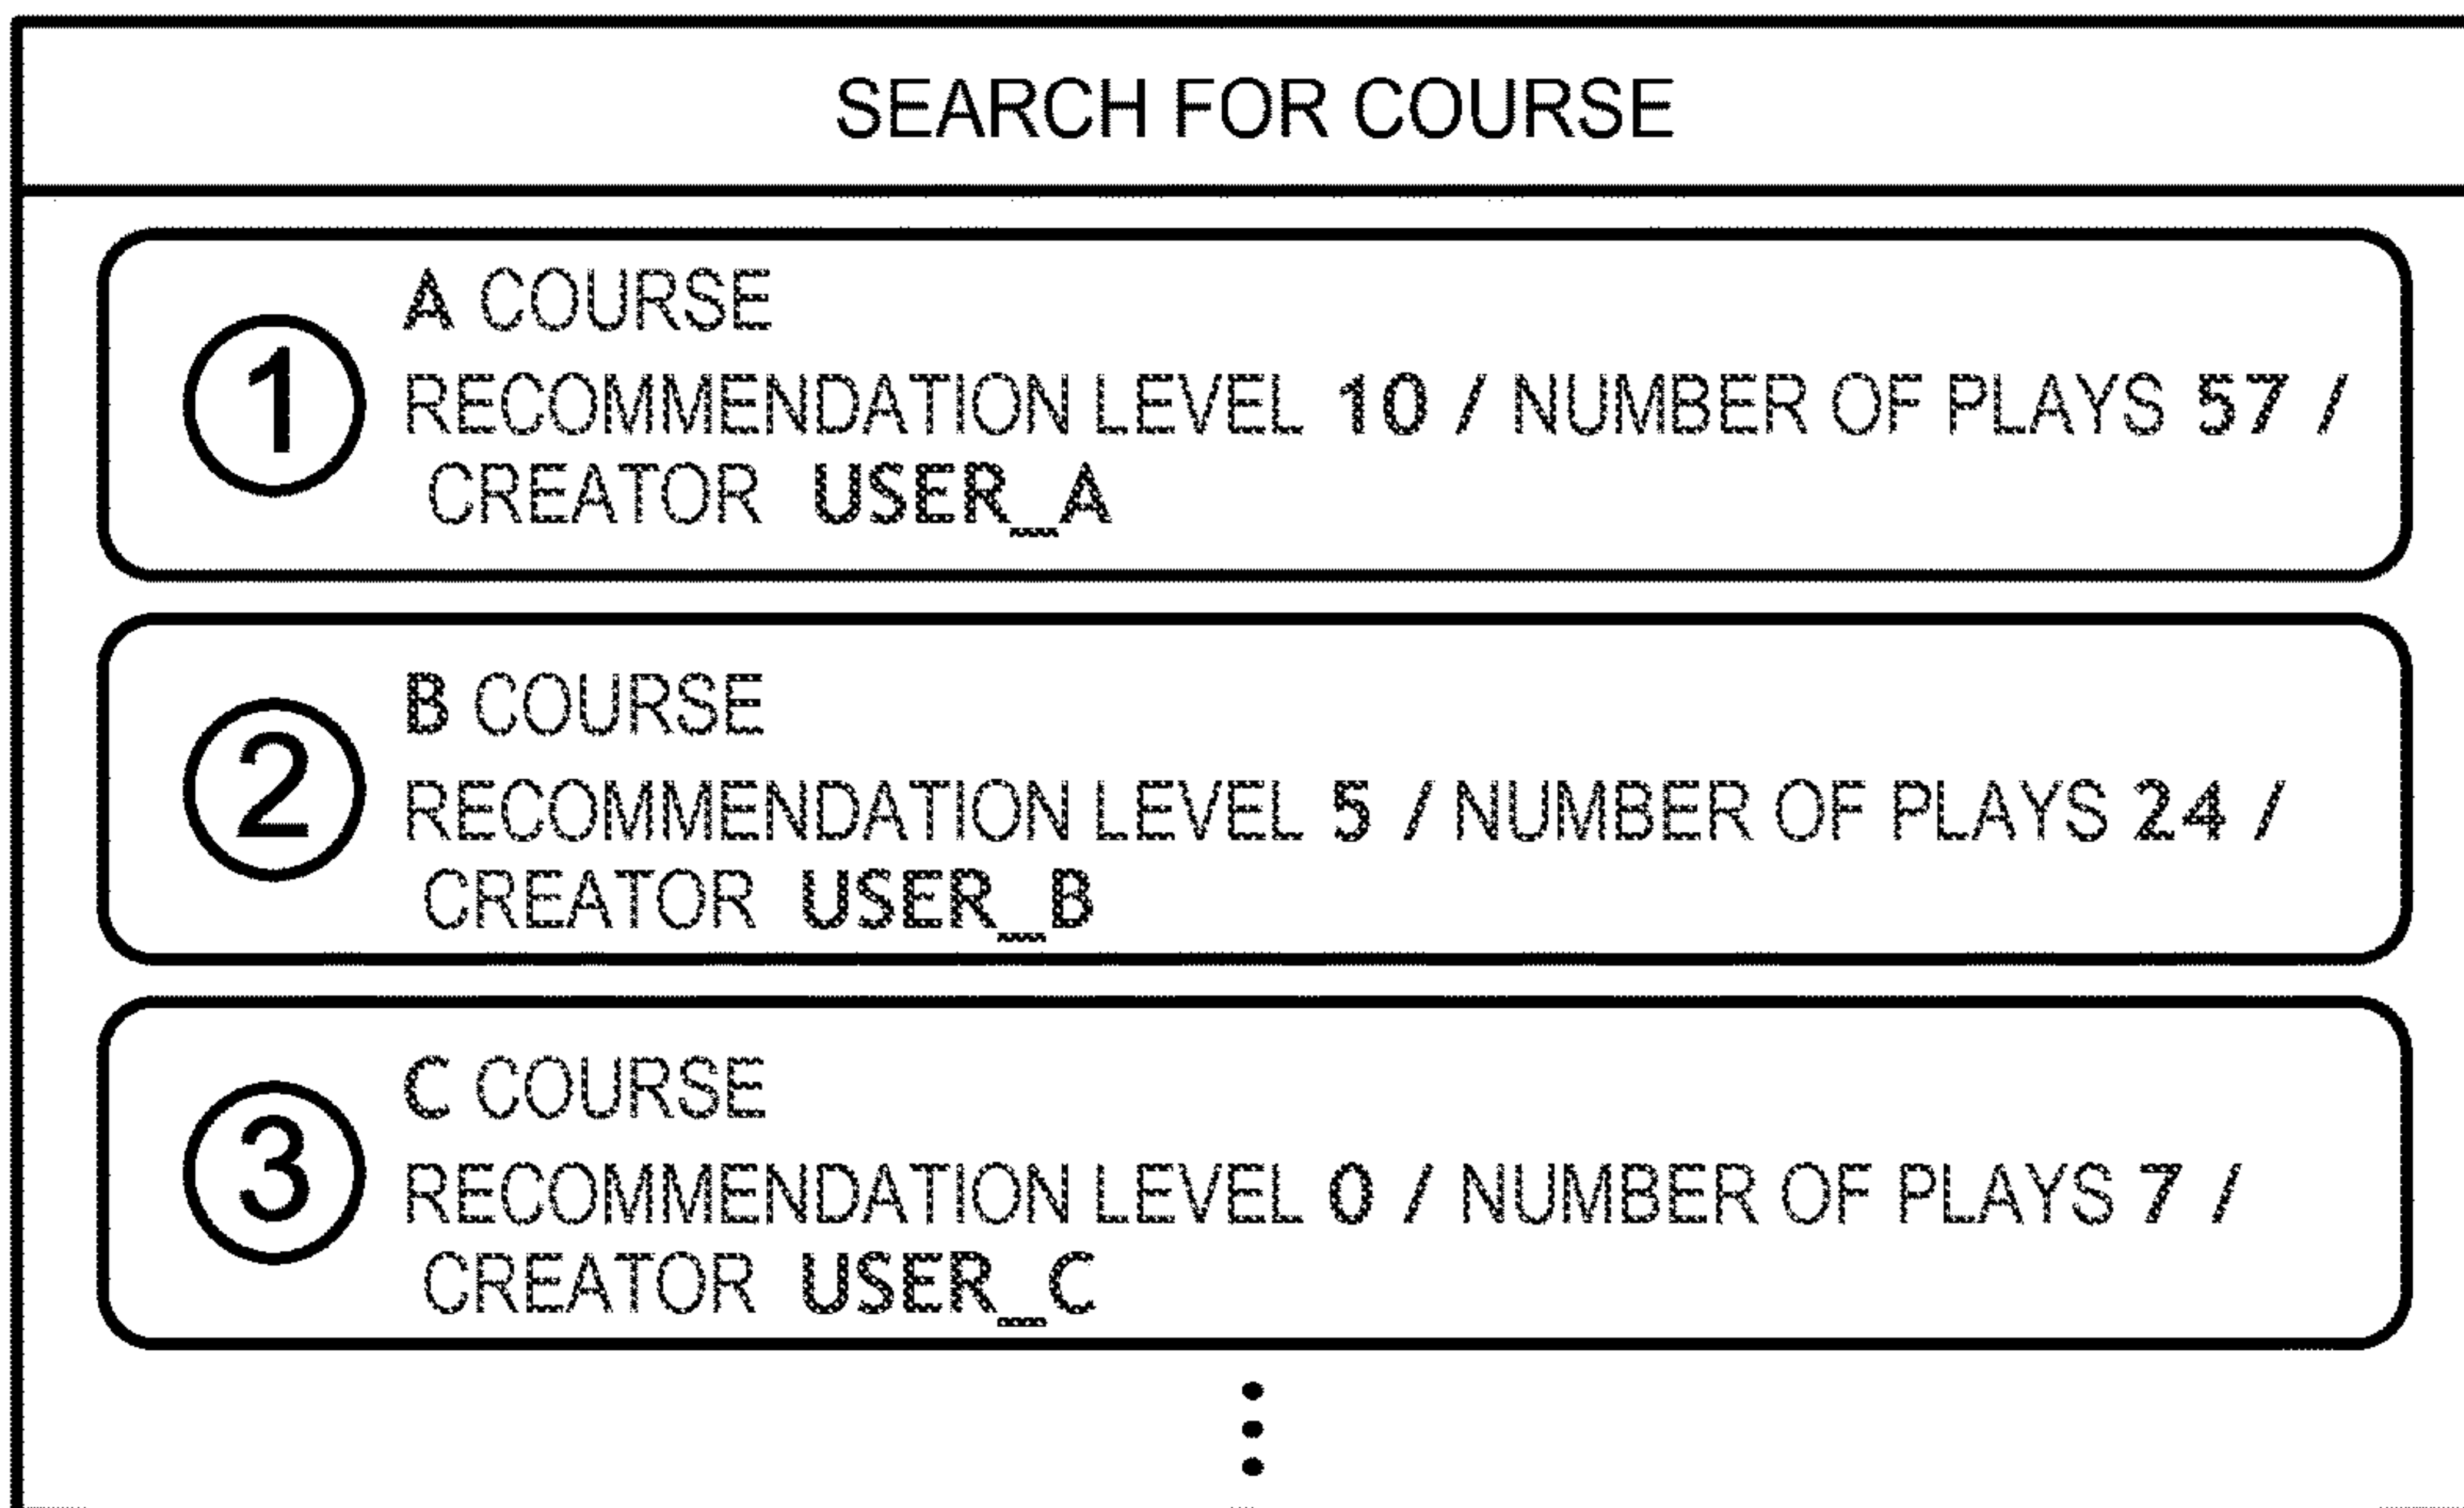 SEARCH FOR COURSE
1
A COURSE
RECOMMENDATION LEVEL 10 / NUMBER OF PLAYS 57 /
CREATOR USER_A
2
B COURSE
RECOMMENDATION LEVEL 5 / NUMBER OF PLAYS 24 /
CREATOR USER_B
3
C COURSE
RECOMMENDATION LEVEL 0 / NUMBER OF PLAYS 7 /
CREATOR USER_C